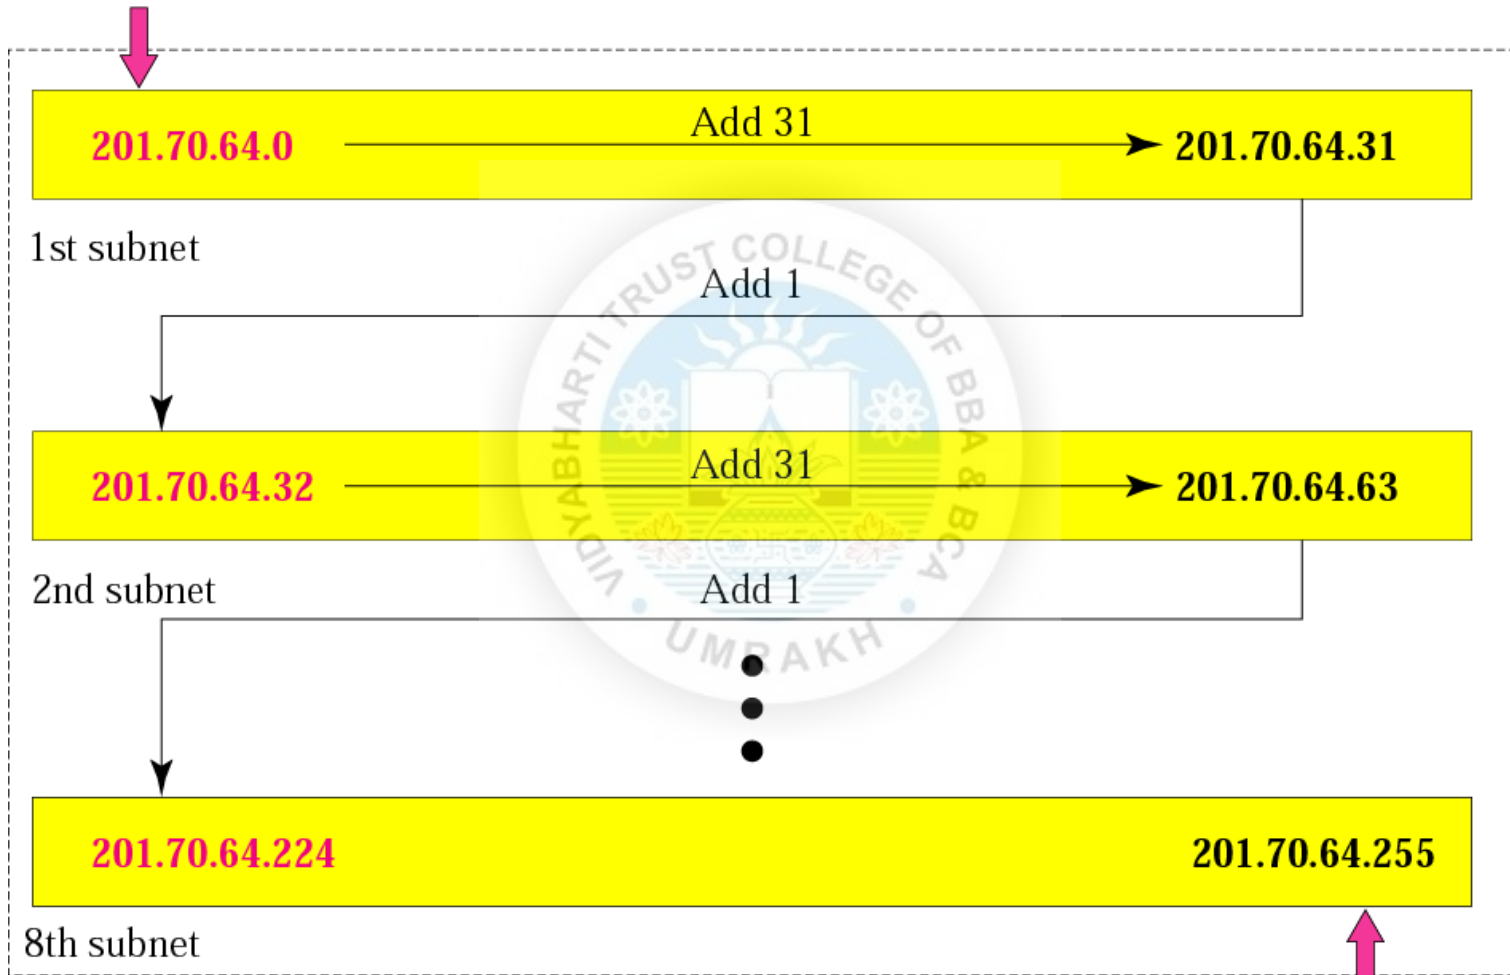 201.70.64.0 Add 31 201.70.64.31
1st subnet
Add 1
201.70.64.32 Add 31 201.70.64.63
2nd subnet
Add 1
201.70.64.224 201.70.64.255
8th subnet
VIDYABHARTI TRUST COLLEGE OF BBA & BCA
UMRAKH